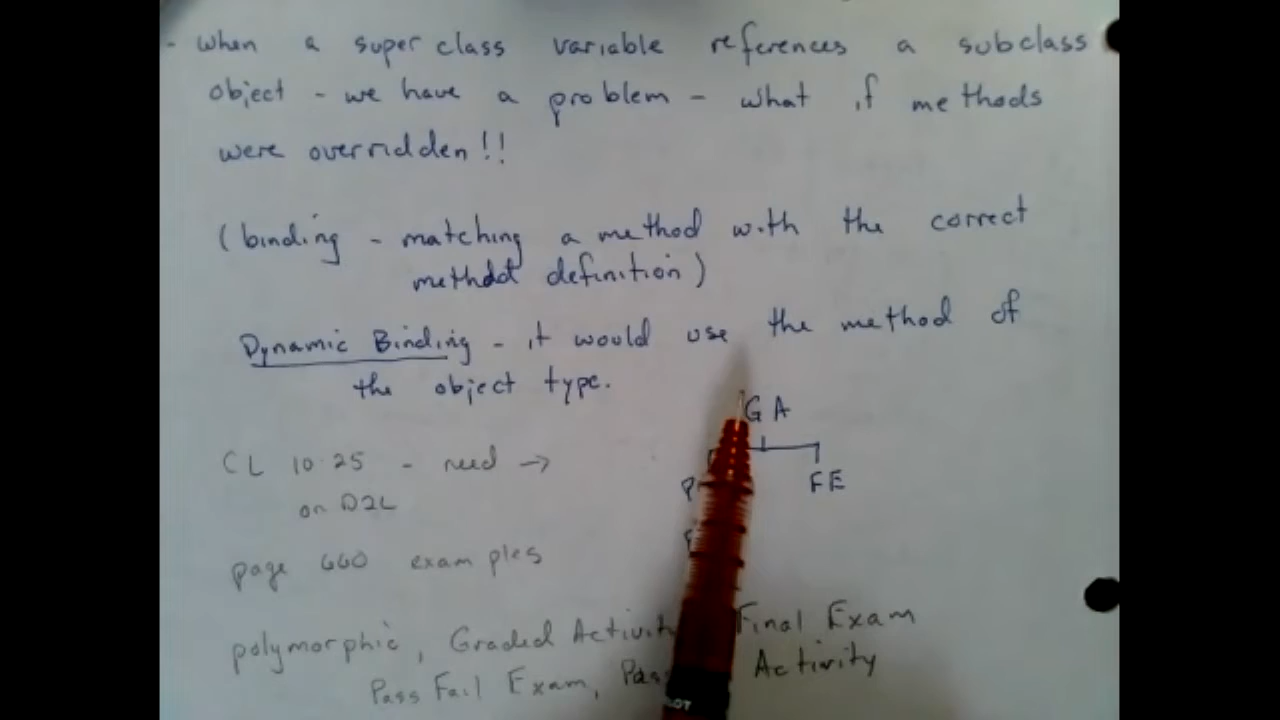 - when a super class variable references a subclass
object - we have a problem - what if methods
were overridden!!
(binding - matching a method with the correct
method definition)
Dynamic Binding - it would use the method of
the object type.
GA
CL 10.25 - need →
FE
on D2L
page 660 examples
polymorphic, Graded Activity Final Exam
Pass Fail Exam, Pass Activity